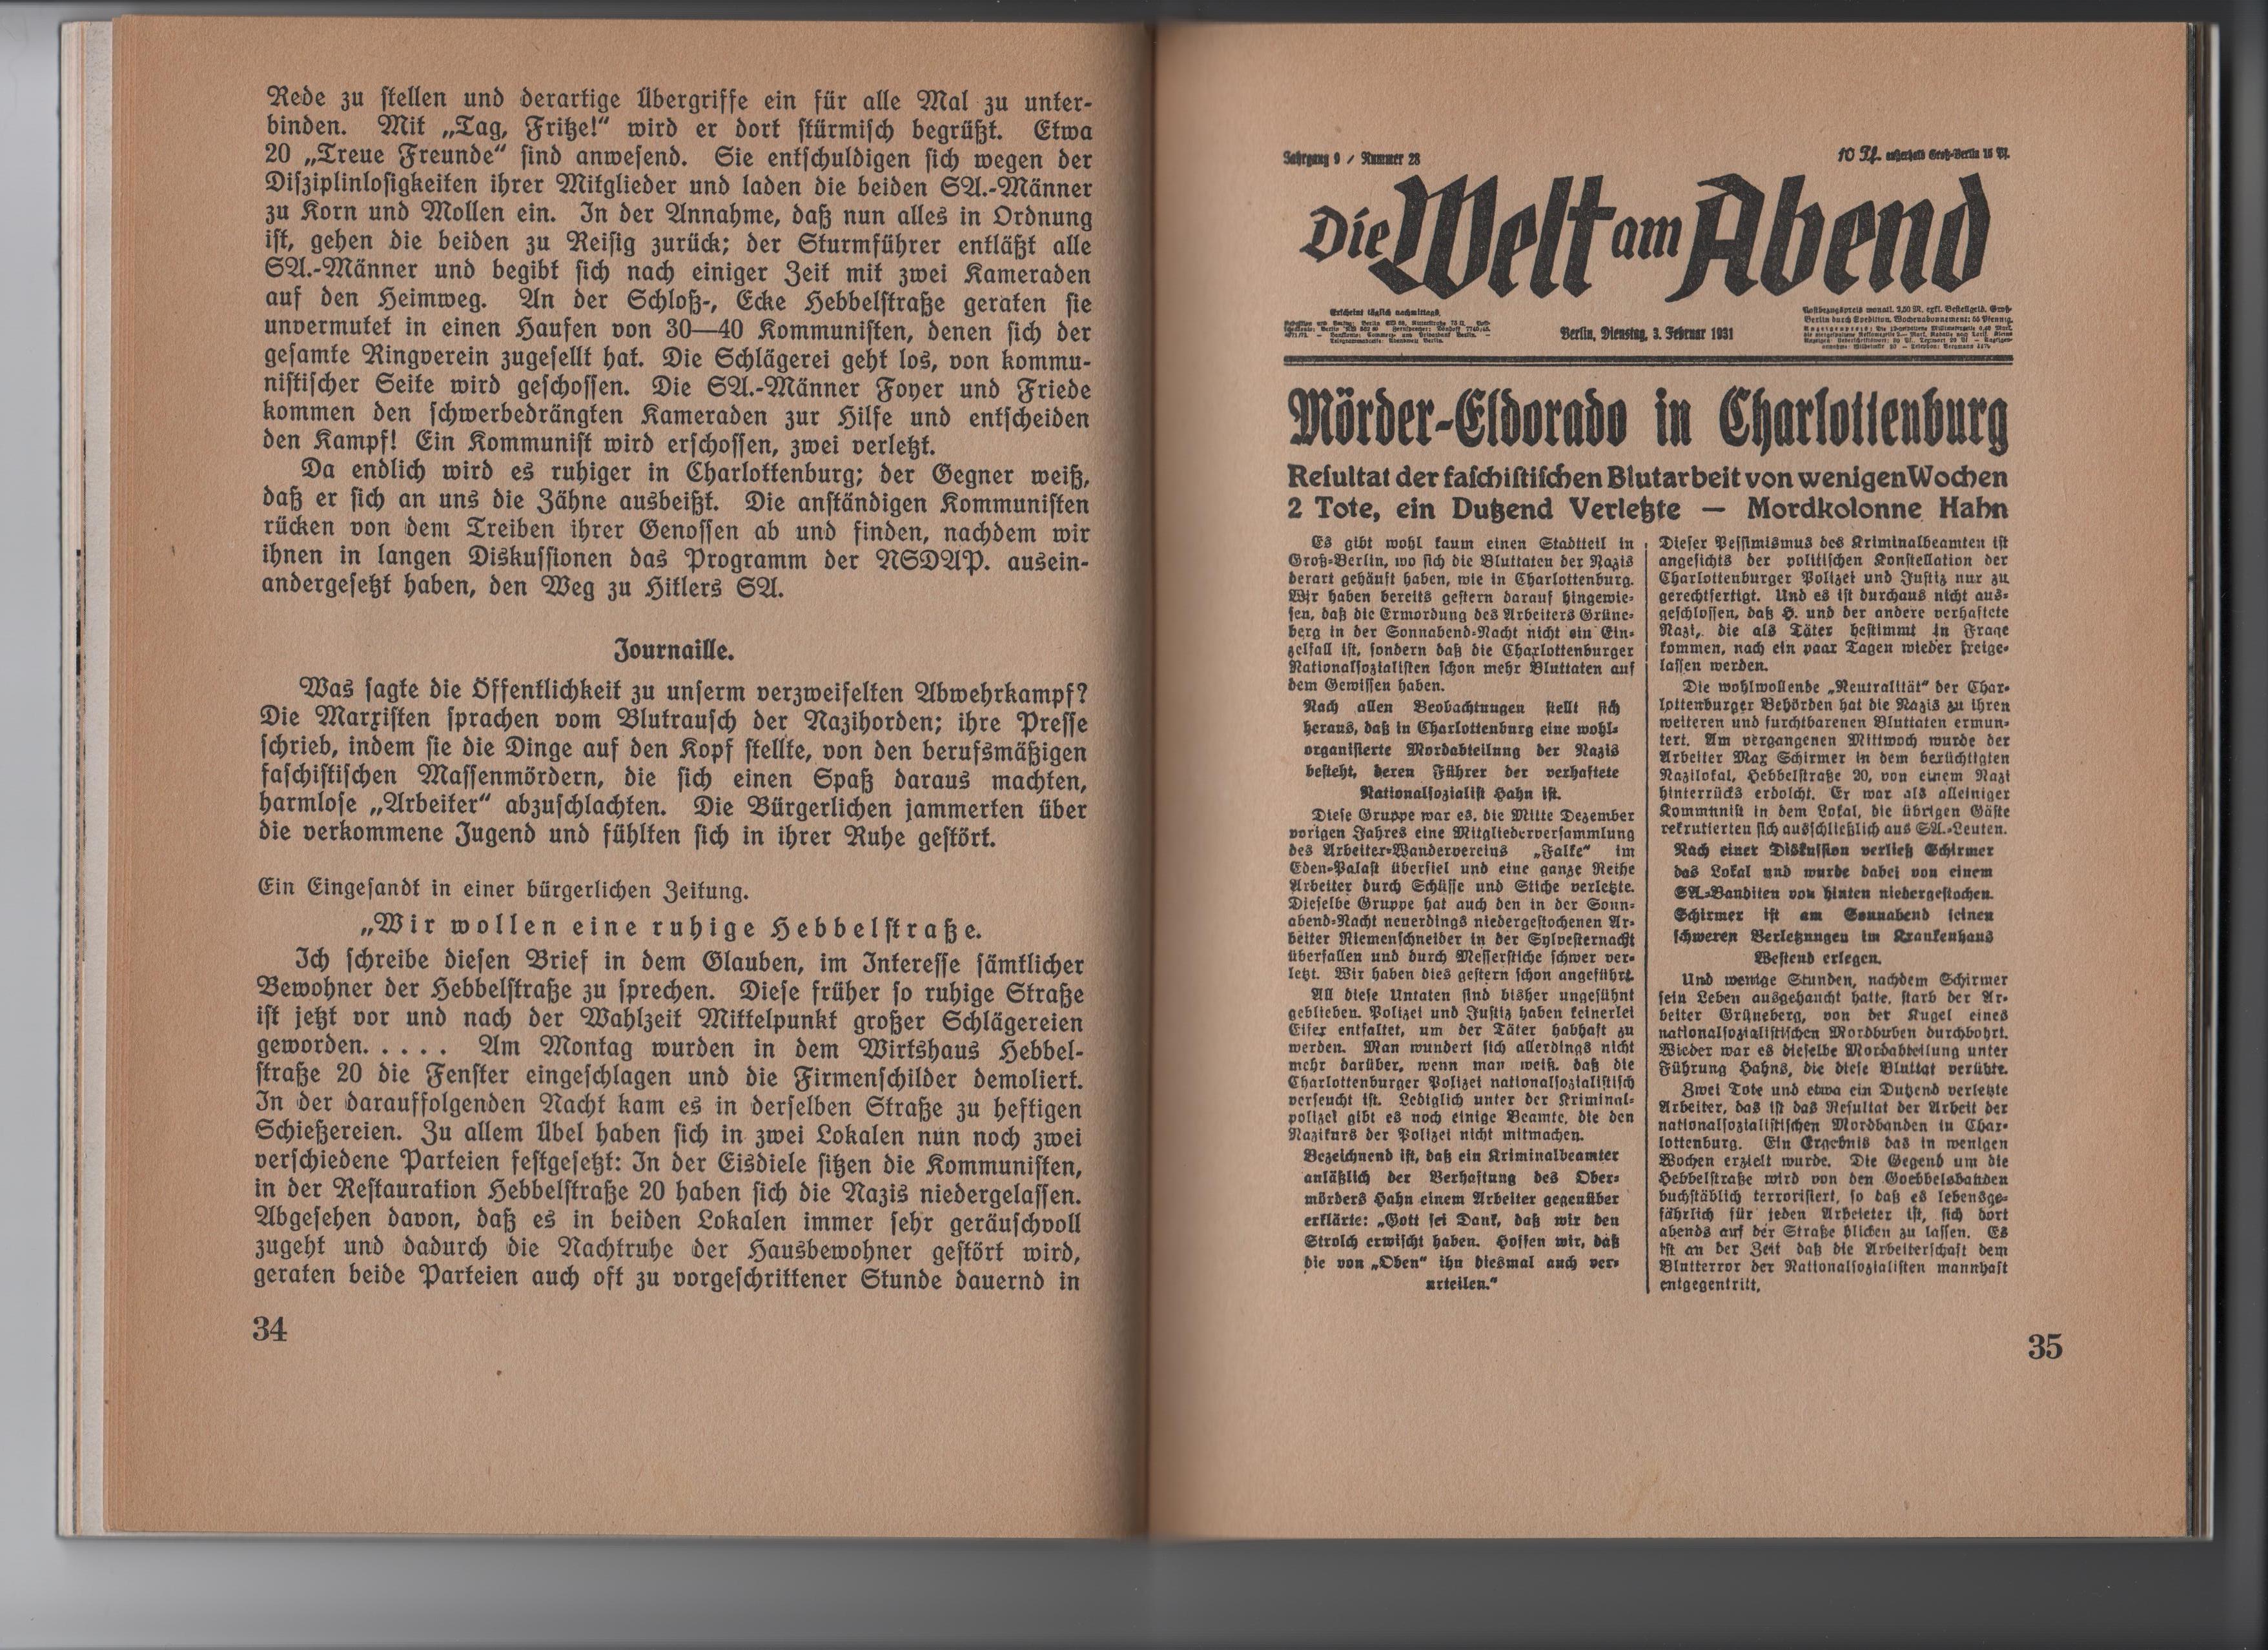 Rede zu stellen und derartige Übergriffe ein für alle Mal zu unter-
binden. Mit „Tag, Fritze!“ wird er dort stürmisch begrüßt. Etwa
20 „Treue Freunde“ sind anwesend. Sie entschuldigen sich wegen der
Disziplinlosigkeiten ihrer Mitglieder und laden die beiden SA.-Männer
zu Korn und Mollen ein. In der Annahme, daß nun alles in Ordnung
ist, gehen die beiden zu Reisig zurück; der Sturmführer entläßt alle
SA.-Männer und begibt sich nach einiger Zeit mit zwei Kameraden
auf den Heimweg. An der Schloß-, Ecke Hebbelstraße geraten sie
unvermutet in einen Haufen von 30—40 Kommunisten, denen sich der
gesamte Ringverein zugesellt hat. Die Schlägerei geht los, von kommu-
nistischer Seite wird geschossen. Die SA.-Männer Foyer und Friede
kommen den schwerbedrängten Kameraden zur Hilfe und entscheiden
den Kampf! Ein Kommunist wird erschossen, zwei verletzt.
Da endlich wird es ruhiger in Charlottenburg; der Gegner weiß,
daß er sich an uns die Zähne ausbeißt. Die anständigen Kommunisten
rücken von dem Treiben ihrer Genossen ab und finden, nachdem wir
ihnen in langen Diskussionen das Programm der NSDAP. ausein-
andergesetzt haben, den Weg zu Hitlers SA.
Journaille.
Was sagte die Öffentlichkeit zu unserm verzweifelten Abwehrkampf?
Die Marxisten sprachen vom Blutrausch der Nazihorden; ihre Presse
schrieb, indem sie die Dinge auf den Kopf stellte, von den berufsmäßigen
faschistischen Massenmördern, die sich einen Spaß daraus machten,
harmlose „Arbeiter“ abzuschlachten. Die Bürgerlichen jammerten über
die verkommene Jugend und fühlten sich in ihrer Ruhe gestört.
Ein Eingesandt in einer bürgerlichen Zeitung.
„Wir wollen eine ruhige Hebbelstraße.
Ich schreibe diesen Brief in dem Glauben, im Interesse sämtlicher
Bewohner der Hebbelstraße zu sprechen. Diese früher so ruhige Straße
ist jetzt vor und nach der Wahlzeit Mittelpunkt großer Schlägereien
geworden. . . . . Am Montag wurden in dem Wirtshaus Hebbel-
straße 20 die Fenster eingeschlagen und die Firmenschilder demoliert.
In der darauffolgenden Nacht kam es in derselben Straße zu heftigen
Schießereien. Zu allem Übel haben sich in zwei Lokalen nun noch zwei
verschiedene Parteien festgesetzt: In der Eisdiele sitzen die Kommunisten,
in der Restauration Hebbelstraße 20 haben sich die Nazis niedergelassen.
Abgesehen davon, daß es in beiden Lokalen immer sehr geräuschvoll
zugeht und dadurch die Nachtruhe der Hausbewohner gestört wird,
geraten beide Parteien auch oft zu vorgeschrittener Stunde dauernd in
34
Jahrgang 9 / Nummer 28
10 Pf. außerhalb Groß-Berlin 15 Pf.
Die Welt am Abend
Erscheint täglich nachmittags.
Berlin, Dienstag, 3. Februar 1931
Mörder-Eldorado in Charlottenburg
Resultat der faschistischen Blutarbeit von wenigen Wochen
2 Tote, ein Dutzend Verletzte — Mordkolonne Hahn
Es gibt wohl kaum einen Stadtteil in
Groß-Berlin, wo sich die Bluttaten der Nazis
derart gehäuft haben, wie in Charlottenburg.
Wir haben bereits gestern darauf hingewie-
sen, daß die Ermordung des Arbeiters Grüne-
berg in der Sonnabend-Nacht nicht ein Ein-
zelfall ist, sondern daß die Charlottenburger
Nationalsozialisten schon mehr Bluttaten auf
dem Gewissen haben.
Nach allen Beobachtungen stellt sich
heraus, daß in Charlottenburg eine wohl-
organisierte Mordabteilung der Nazis
besteht, deren Führer der verhaftete
Nationalsozialist Hahn ist.
Diese Gruppe war es, die Mitte Dezember
vorigen Jahres eine Mitgliederversammlung
des Arbeiter-Wandervereins „Falke“ im
Eden-Palast überfiel und eine ganze Reihe
Arbeiter durch Schüsse und Stiche verletzte.
Dieselbe Gruppe hat auch den in der Sonn-
abend-Nacht neuerdings niedergestochenen Ar-
beiter Riemenschneider in der Sylvesternacht
überfallen und durch Messerstiche schwer ver-
letzt. Wir haben dies gestern schon angeführt.
All diese Untaten sind bisher ungesühnt
geblieben. Polizei und Justiz haben keinerlei
Eifer entfaltet, um der Täter habhaft zu
werden. Man wundert sich allerdings nicht
mehr darüber, wenn man weiß, daß die
Charlottenburger Polizei nationalsozialistisch
verseucht ist. Lediglich unter der Kriminal-
polizei gibt es noch einige Beamte, die den
Nazikurs der Polizei nicht mitmachen.
Bezeichnend ist, daß ein Kriminalbeamter
anläßlich der Verhaftung des Ober-
mörders Hahn einem Arbeiter gegenüber
erklärte: „Gott sei Dank, daß wir den
Strolch erwischt haben. Hoffen wir, daß
die von „Oben“ ihn diesmal auch ver-
urteilen.“
Dieser Pessimismus des Kriminalbeamten ist
angesichts der politischen Konstellation der
Charlottenburger Polizei und Justiz nur zu
gerechtfertigt. Und es ist durchaus nicht aus-
geschlossen, daß H. und der andere verhaftete
Nazi, die als Täter bestimmt in Frage
kommen, nach ein paar Tagen wieder freige-
lassen werden.
Die wohlwollende „Neutralität“ der Char-
lottenburger Behörden hat die Nazis zu ihren
weiteren und furchtbarenen Bluttaten ermun-
tert. Am vergangenen Mittwoch wurde der
Arbeiter Max Schirmer in dem berüchtigten
Nazilokal, Hebbelstraße 20, von einem Nazi
hinterrücks erdolcht. Er war als alleiniger
Kommunist in dem Lokal, die übrigen Gäste
rekrutierten sich ausschließlich aus SA.-Leuten.
Nach einer Diskussion verließ Schirmer
das Lokal und wurde dabei von einem
SA-Banditen von hinten niedergestochen.
Schirmer ist am Sonnabend seinen
schweren Verletzungen im Krankenhaus
Westend erlegen.
Und wenige Stunden, nachdem Schirmer
sein Leben ausgehaucht hatte, starb der Ar-
beiter Grüneberg, von der Kugel eines
nationalsozialistischen Mordbuben durchbohrt.
Wieder war es dieselbe Mordabteilung unter
Führung Hahns, die diese Bluttat verübte.
Zwei Tote und etwa ein Dutzend verletzte
Arbeiter, das ist das Resultat der Arbeit der
nationalsozialistischen Mordbanden in Char-
lottenburg. Ein Ergebnis das in wenigen
Wochen erzielt wurde. Die Gegend um die
Hebbelstraße wird von den Goebbelsbanden
buchstäblich terrorisiert, so daß es lebensge-
fährlich für jeden Arbeieter ist, sich dort
abends auf der Straße blicken zu lassen. Es
ist an der Zeit daß die Arbeiterschaft dem
Blutterror der Nationalsozialisten mannhaft
entgegentritt.
35